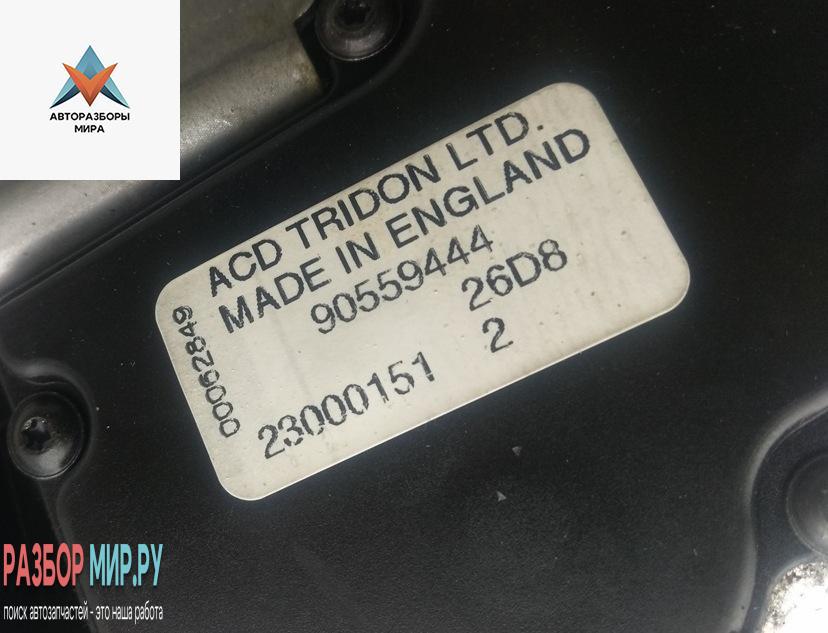 АВТОРАЗБОРЫ
МИРА
ACD TRIDON LTD.
MADE IN ENGLAND
90559444
26D8
23000151 2
00062849
РАЗБОР МИР.РУ
поиск автозапчастей - это наша работа